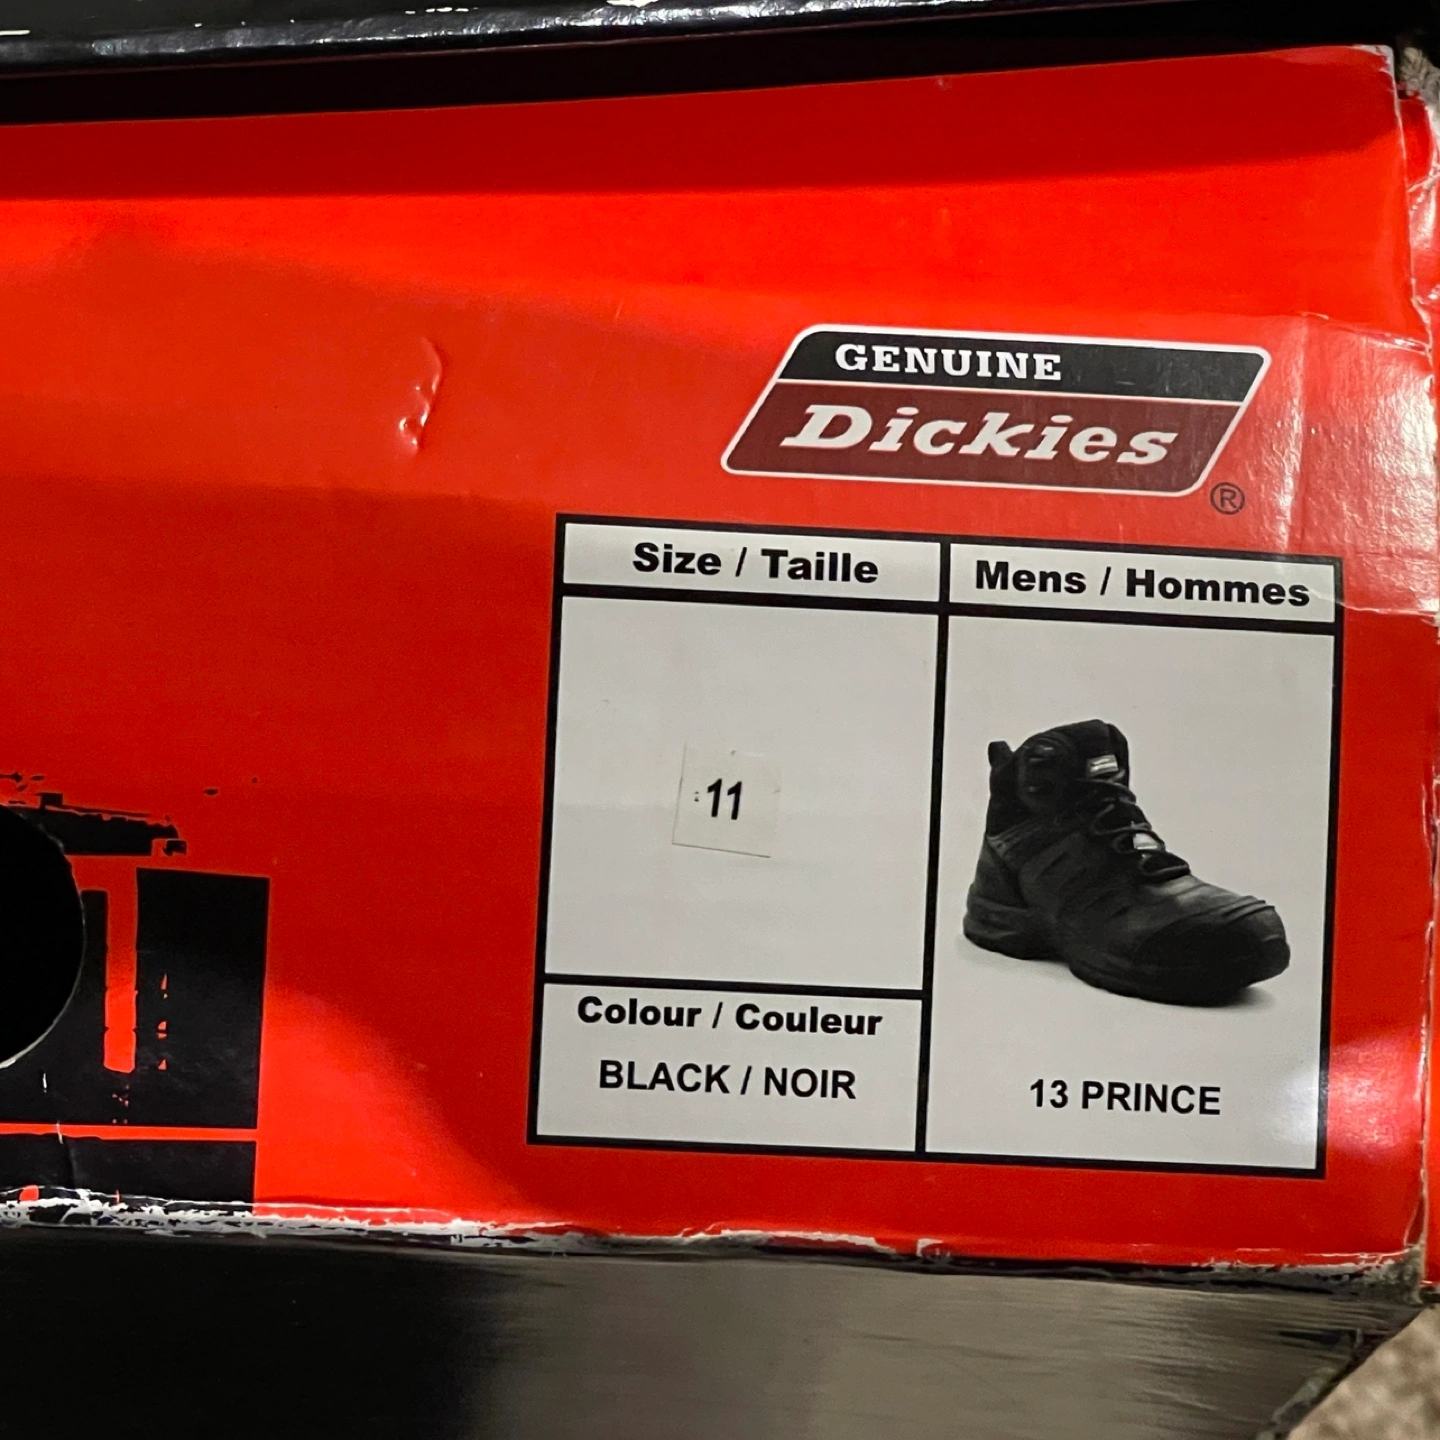 GENUINE
Dickies
®
Size / Taille
Mens / Hommes
11
Colour / Couleur
BLACK / NOIR
13 PRINCE